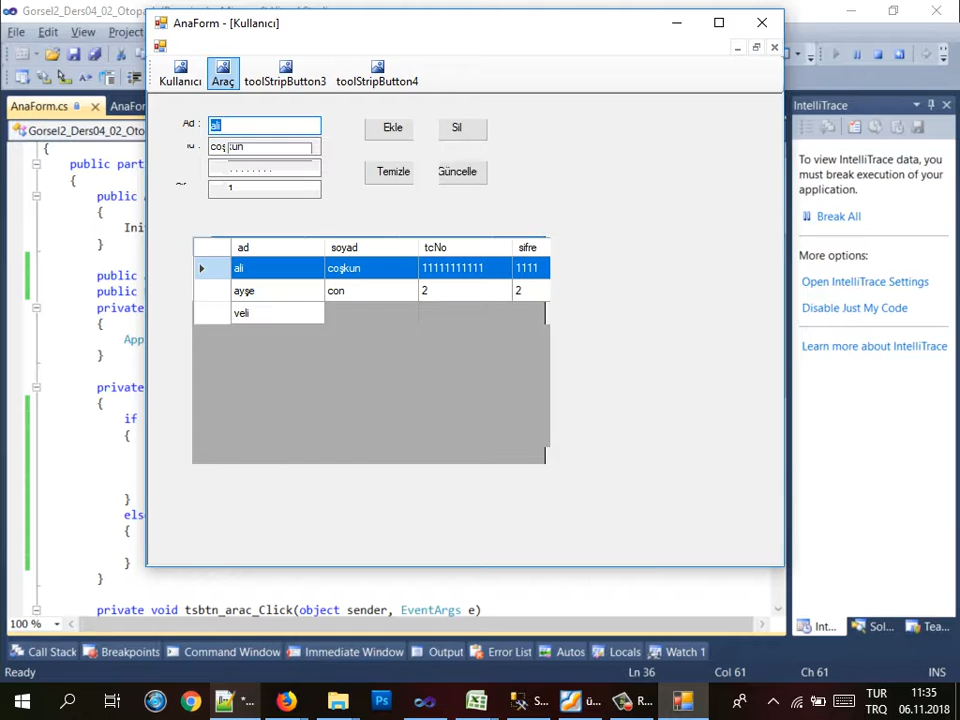 Gorsel2_Ders04_02_Otopa
AnaForm - [Kullanıcı]
File Edit View Project
Kullanıcı Araç toolStripButton3 toolStripButton4
AnaForm.cs
Gorsel2_Ders04_02_Oto
Ad :
ali
Ekle
Sil
coşkun
Temizle
Güncelle
1
ad soyad tcNo sifre
ali coşkun 11111111111 1111
ayşe con 2 2
veli
{
public part
{
public
{
Ini
}
public
public
private
{
App
}
private
{
if
{
}
else
{
}
}
private void tsbtn_arac_Click(object sender, EventArgs e)
100 %
IntelliTrace
To view IntelliTrace data, you must break execution of your application.
Break All
More options:
Open IntelliTrace Settings
Disable Just My Code
Learn more about IntelliTrace
Int... Sol... Tea...
Call Stack Breakpoints Command Window Immediate Window Output Error List Autos Locals Watch 1
Ready Ln 36 Col 61 Ch 61 INS
Ps
S...
ü...
R...
TUR
TRQ
11:35
06.11.2018